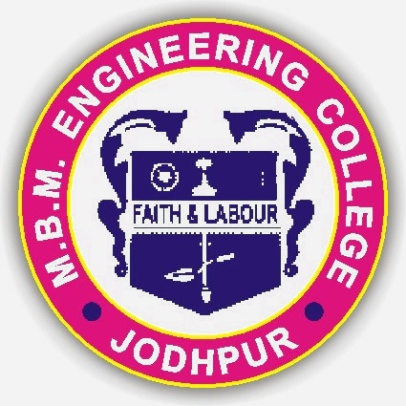 M.B.M. ENGINEERING COLLEGE
FAITH & LABOUR
JODHPUR